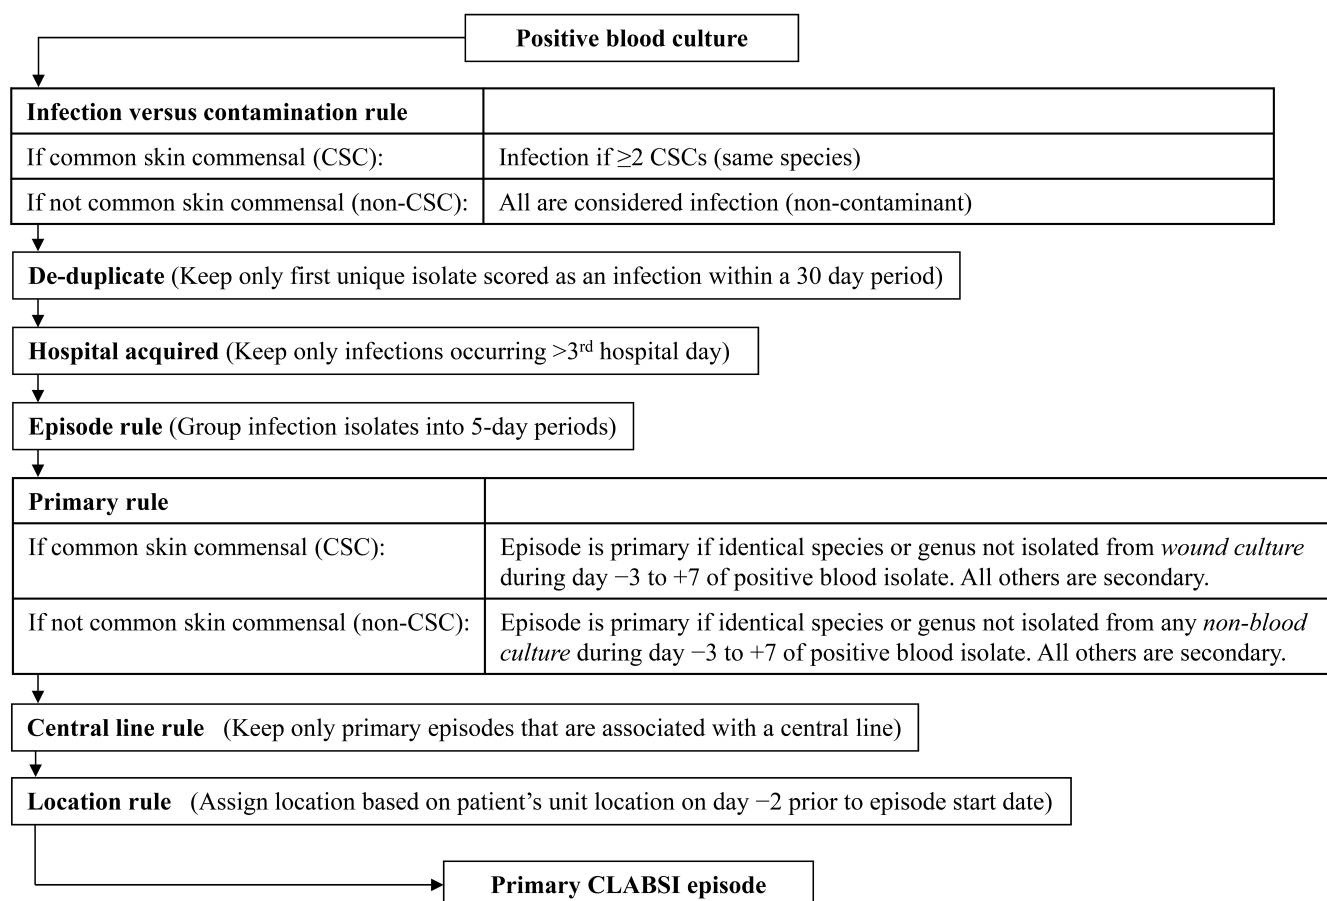 Positive blood culture
Infection versus contamination rule
If common skin commensal (CSC):
Infection if ≥2 CSCs (same species)
If not common skin commensal (non-CSC):
All are considered infection (non-contaminant)
De-duplicate (Keep only first unique isolate scored as an infection within a 30 day period)
Hospital acquired (Keep only infections occurring >3rd hospital day)
Episode rule (Group infection isolates into 5-day periods)
Primary rule
If common skin commensal (CSC):
Episode is primary if identical species or genus not isolated from wound culture
during day −3 to +7 of positive blood isolate. All others are secondary.
If not common skin commensal (non-CSC):
Episode is primary if identical species or genus not isolated from any non-blood
culture during day −3 to +7 of positive blood isolate. All others are secondary.
Central line rule (Keep only primary episodes that are associated with a central line)
Location rule (Assign location based on patient’s unit location on day −2 prior to episode start date)
Primary CLABSI episode